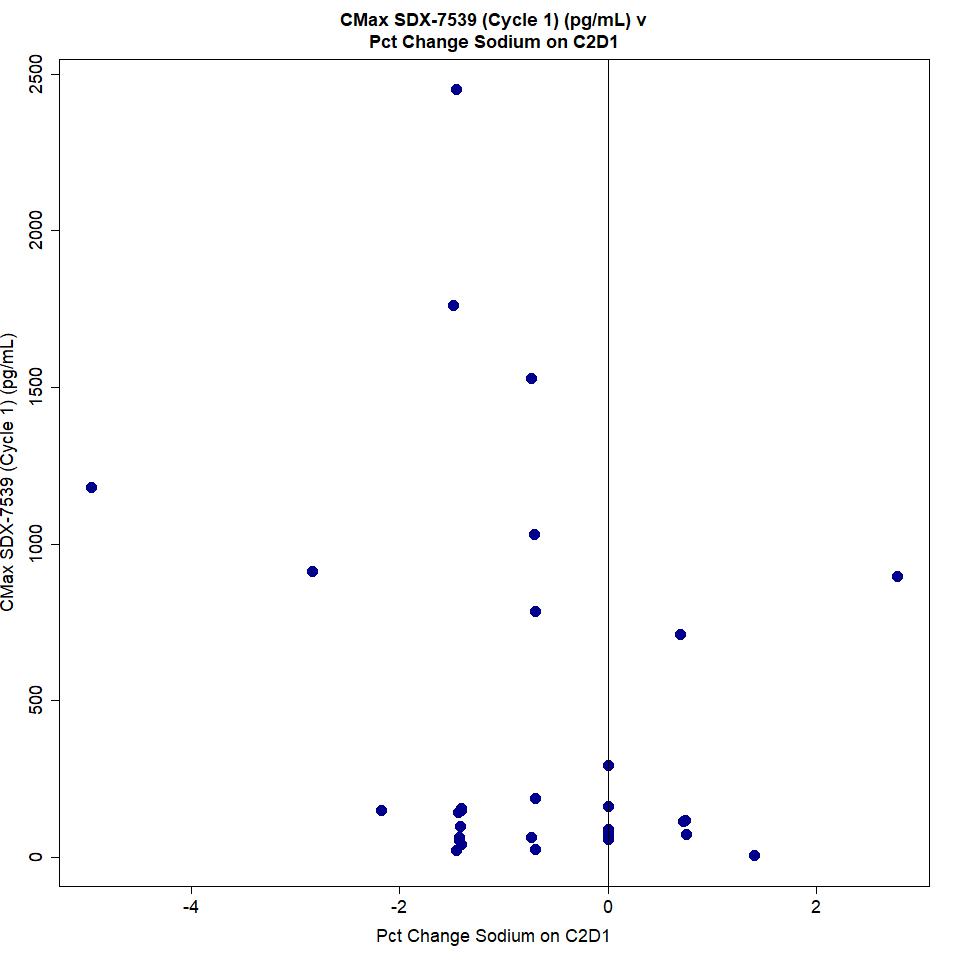 CMax SDX-7539 (Cycle 1) (pg/mL) v
Pct Change Sodium on C2D1
CMax SDX-7539 (Cycle 1) (pg/mL)
2500
2000
1500
1000
500
0
-4
-2
0
2
Pct Change Sodium on C2D1